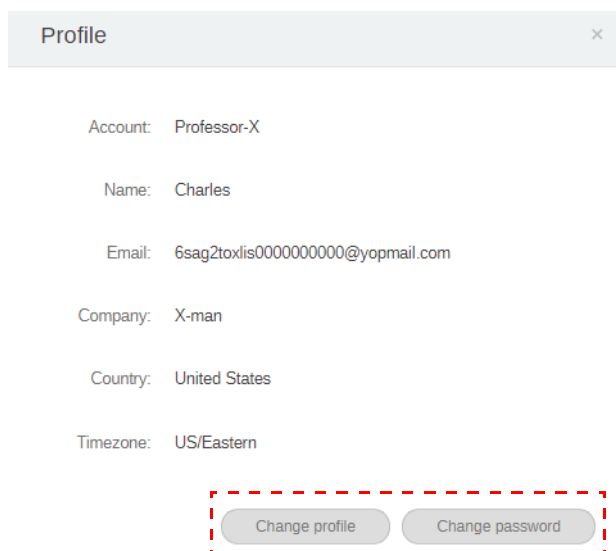 Profile ×
Account: Professor-X
Name: Charles
Email: 6sag2toxlis0000000000@yopmail.com
Company: X-man
Country: United States
Timezone: US/Eastern
Change profile Change password